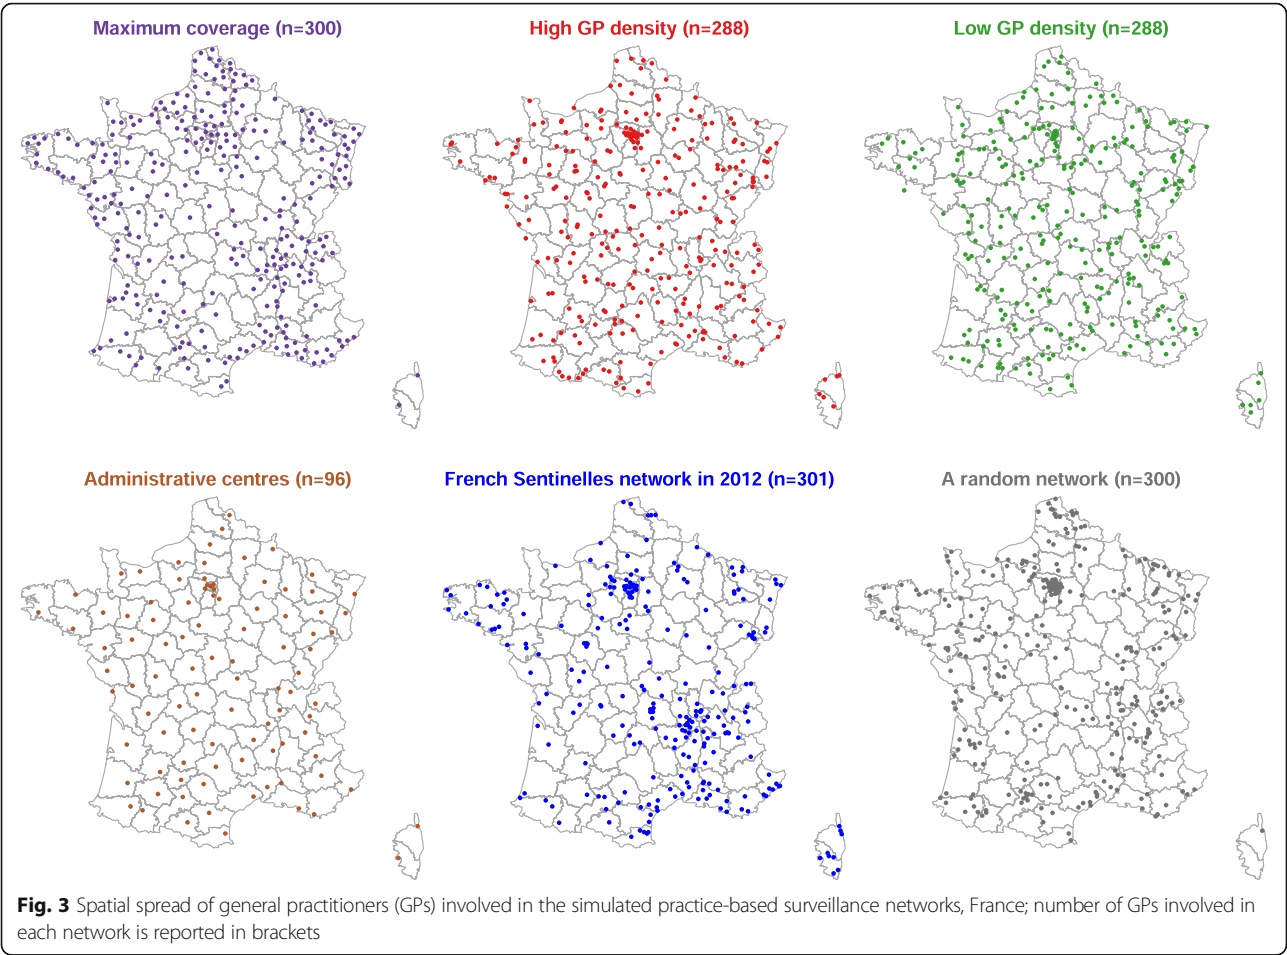 Maximum coverage (n=300)
High GP density (n=288)
Low GP density (n=288)
Administrative centres (n=96)
French Sentinelles network in 2012 (n=301)
A random network (n=300)
Fig. 3 Spatial spread of general practitioners (GPs) involved in the simulated practice-based surveillance networks, France; number of GPs involved in
each network is reported in brackets